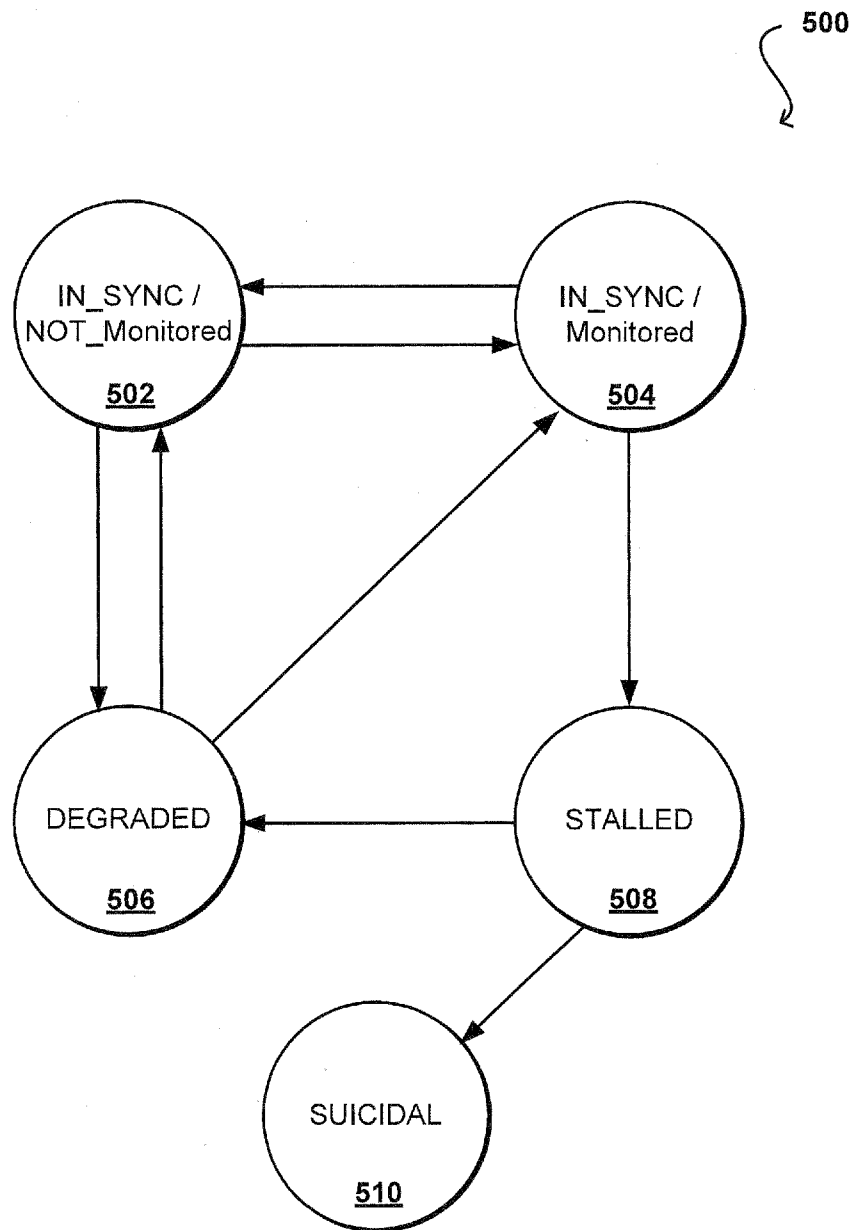 500
IN_SYNC /
NOT_Monitored
502
IN_SYNC /
Monitored
504
DEGRADED
506
STALLED
508
SUICIDAL
510